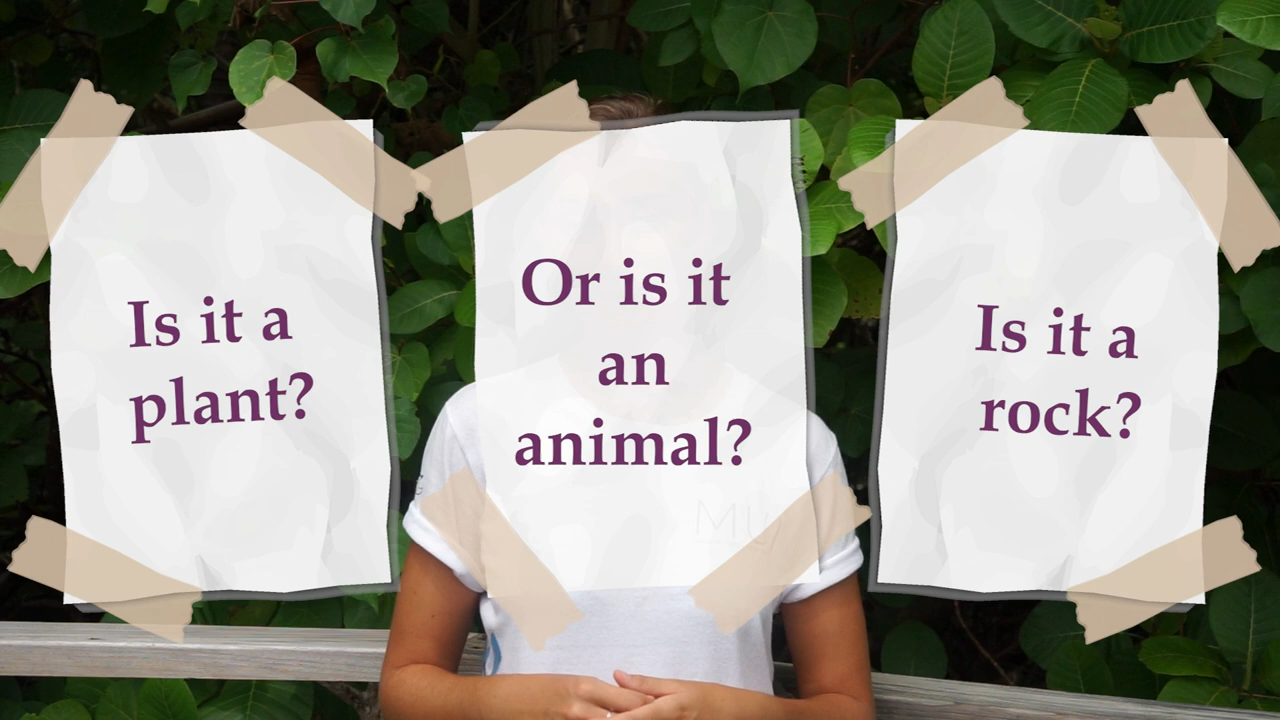 Is it a
plant?
Or is it
an
animal?
Is it a
rock?